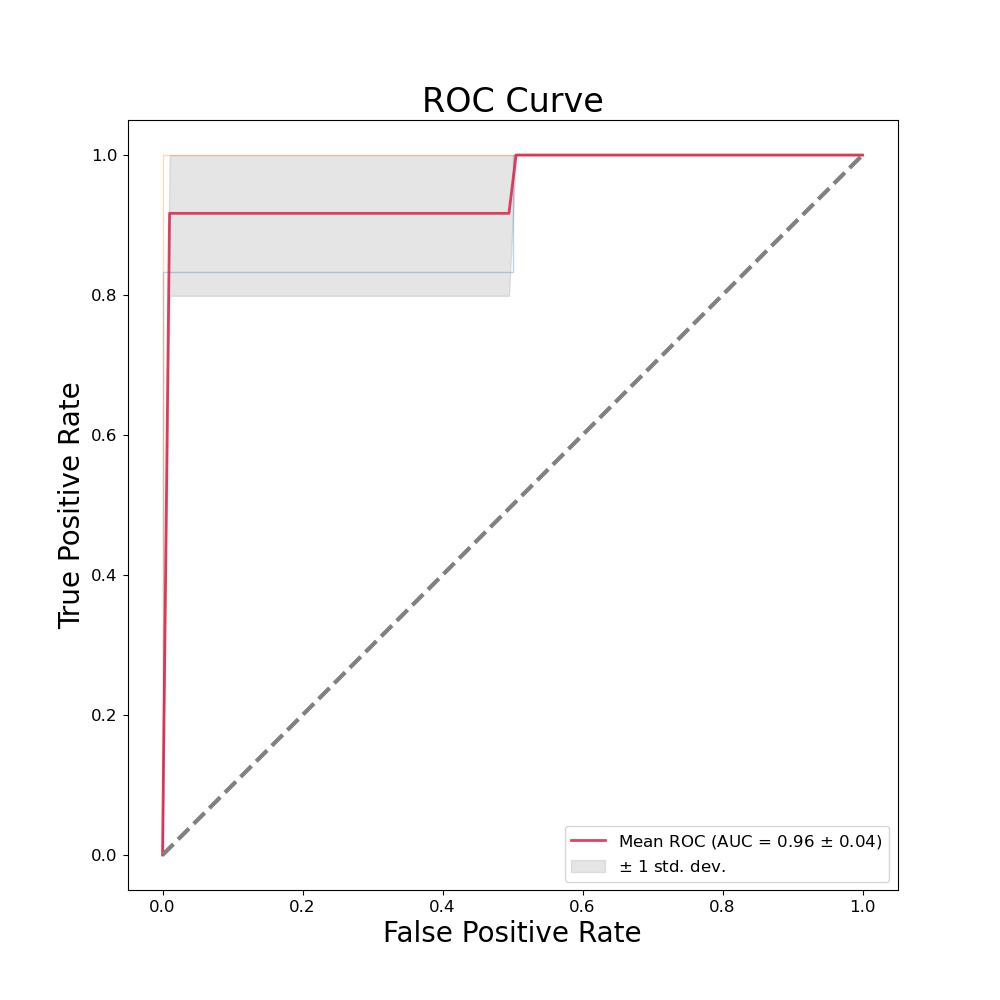 ROC Curve
True Positive Rate
1.0
0.8
0.6
0.4
0.2
0.0
Mean ROC (AUC = 0.96 ± 0.04)
± 1 std. dev.
0.0 0.2 0.4 0.6 0.8 1.0
False Positive Rate